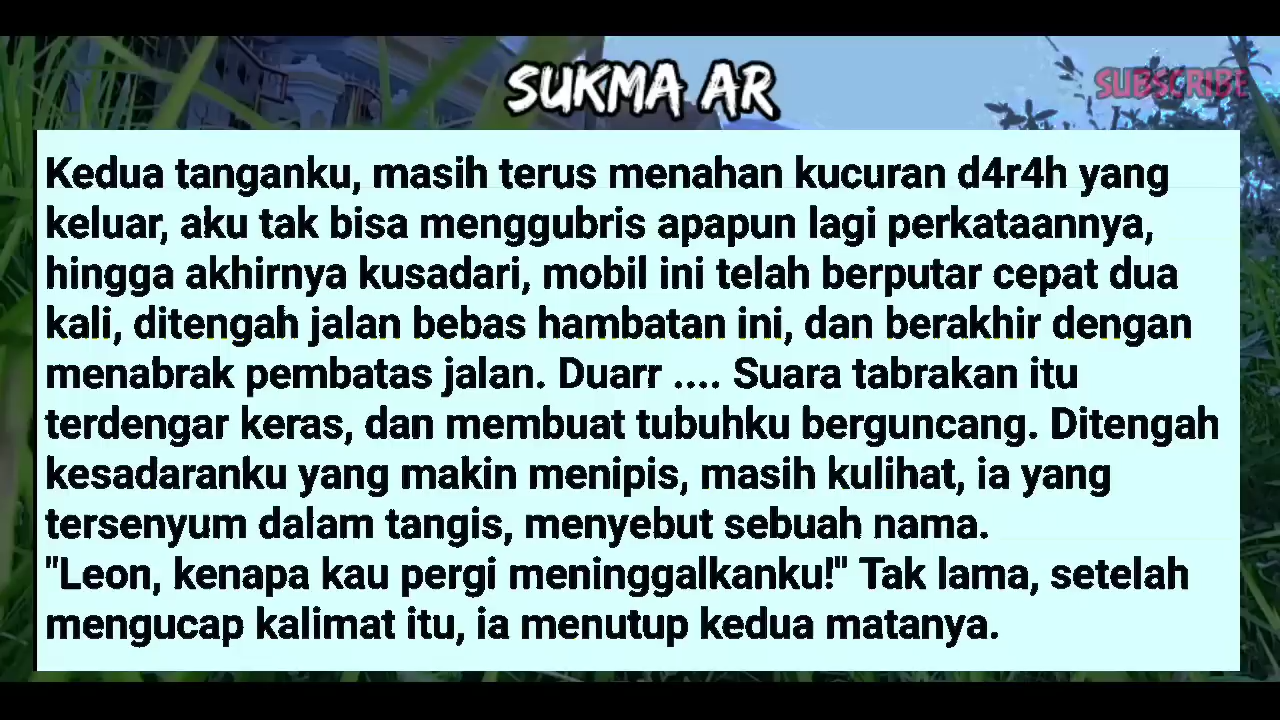 SUKMA AR
SUBSCRIBE
Kedua tanganku, masih terus menahan kucuran d4r4h yang
keluar, aku tak bisa menggubris apapun lagi perkataannya,
hingga akhirnya kusadari, mobil ini telah berputar cepat dua
kali, ditengah jalan bebas hambatan ini, dan berakhir dengan
menabrak pembatas jalan. Duarr .... Suara tabrakan itu
terdengar keras, dan membuat tubuhku berguncang. Ditengah
kesadaranku yang makin menipis, masih kulihat, ia yang
tersenyum dalam tangis, menyebut sebuah nama.
"Leon, kenapa kau pergi meninggalkanku!" Tak lama, setelah
mengucap kalimat itu, ia menutup kedua matanya.